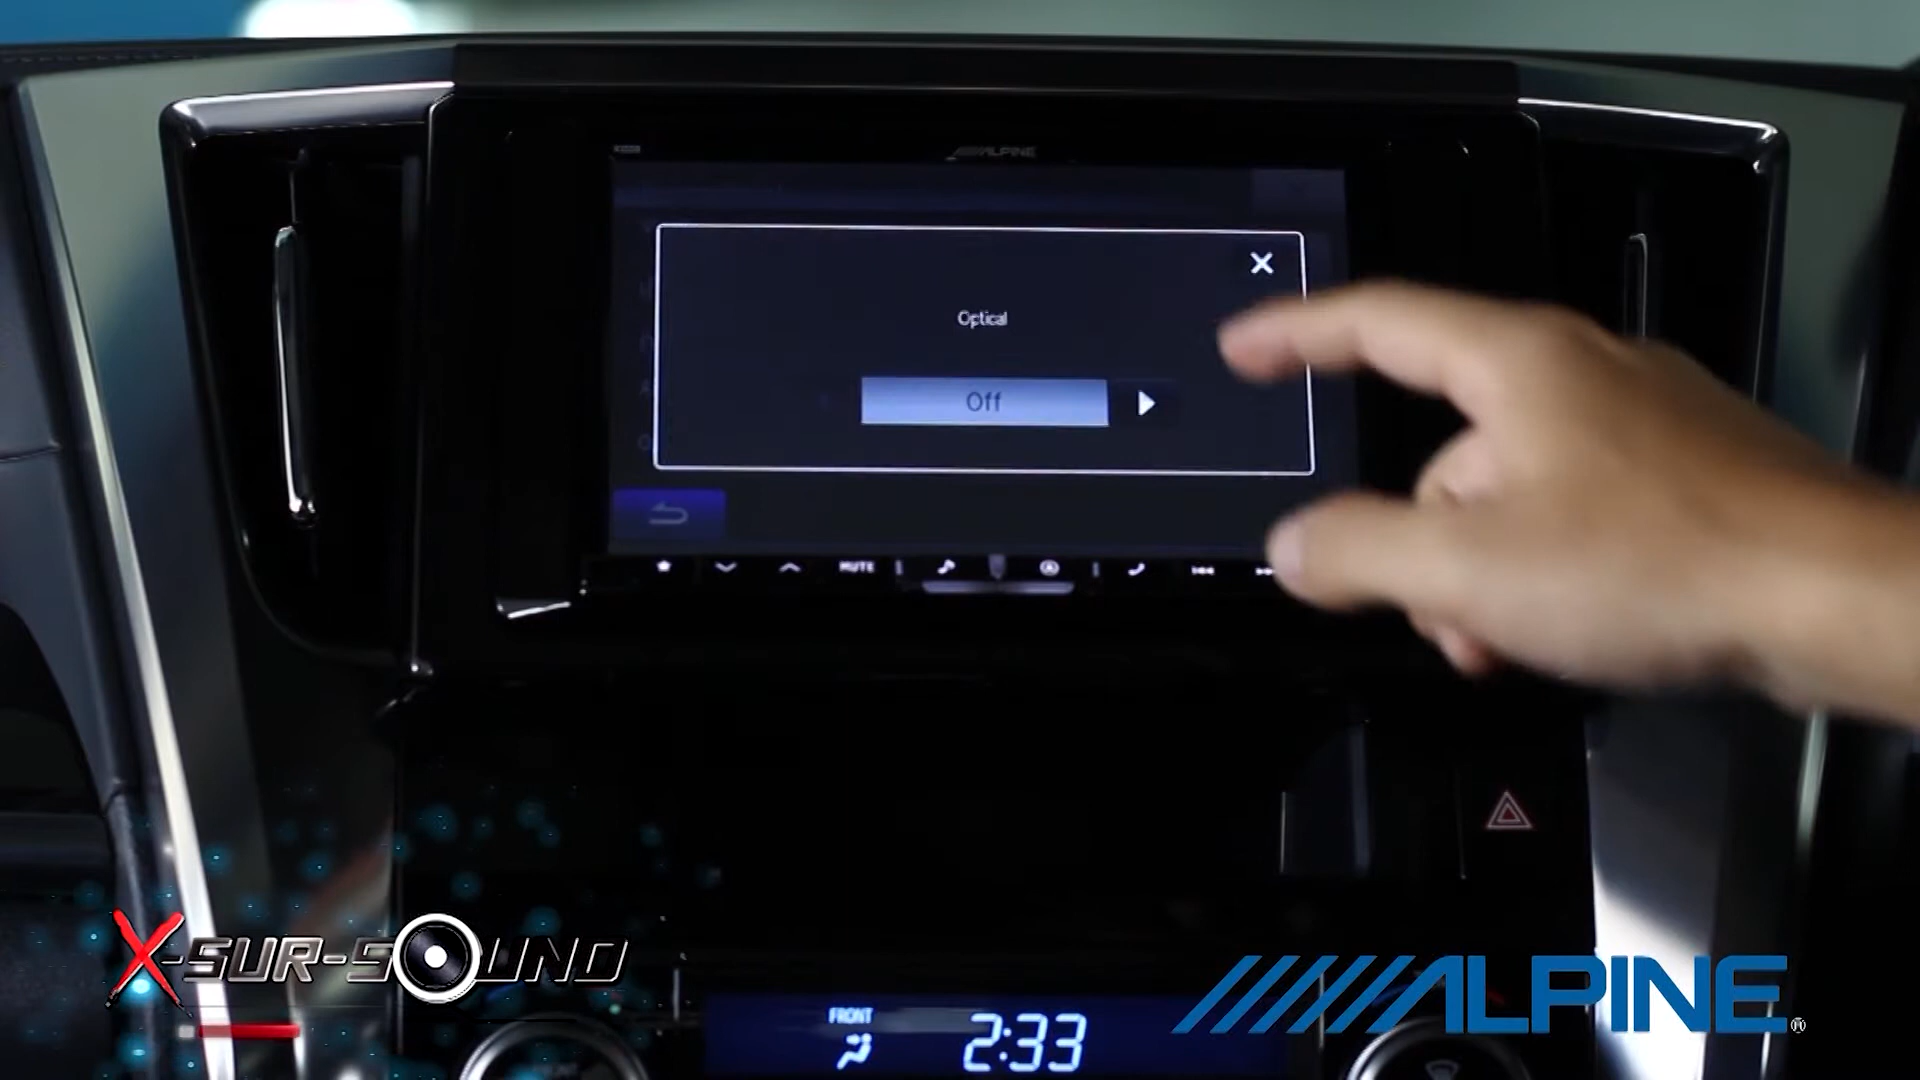 ALPINE
Optical
Off
MUTE
X-SUR-SOUND
ALPINE®
FRONT
2:33